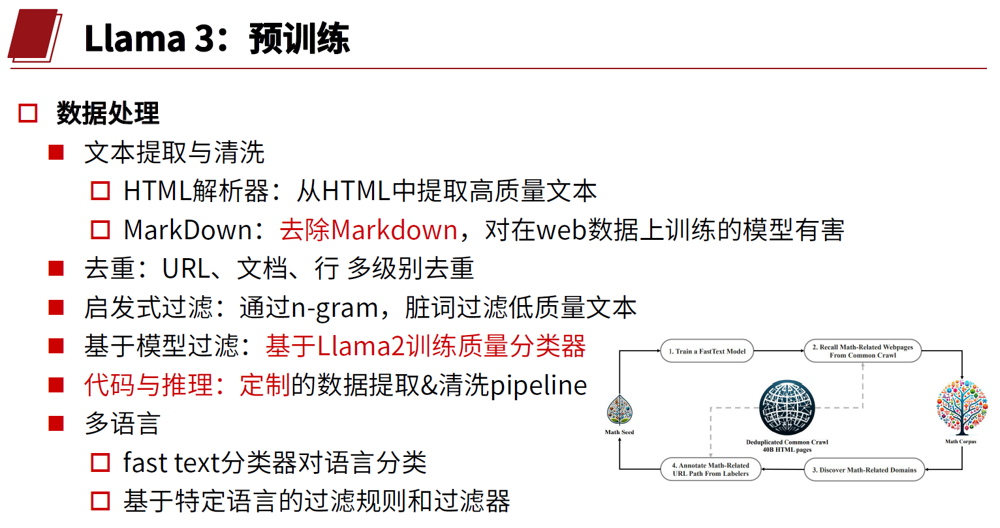 Llama 3：预训练
数据处理
文本提取与清洗
HTML解析器：从HTML中提取高质量文本
MarkDown：去除Markdown，对在web数据上训练的模型有害
去重：URL、文档、行 多级别去重
启发式过滤：通过n-gram，脏词过滤低质量文本
基于模型过滤：基于Llama2训练质量分类器
代码与推理：定制的数据提取&清洗pipeline
多语言
fast text分类器对语言分类
基于特定语言的过滤规则和过滤器
1. Train a FastText Model
2. Recall Math-Related Webpages
From Common Crawl
Math Seed
Deduplicated Common Crawl
40B HTML pages
Math Corpus
4. Annotate Math-Related
URL Path From Labelers
3. Discover Math-Related Domains